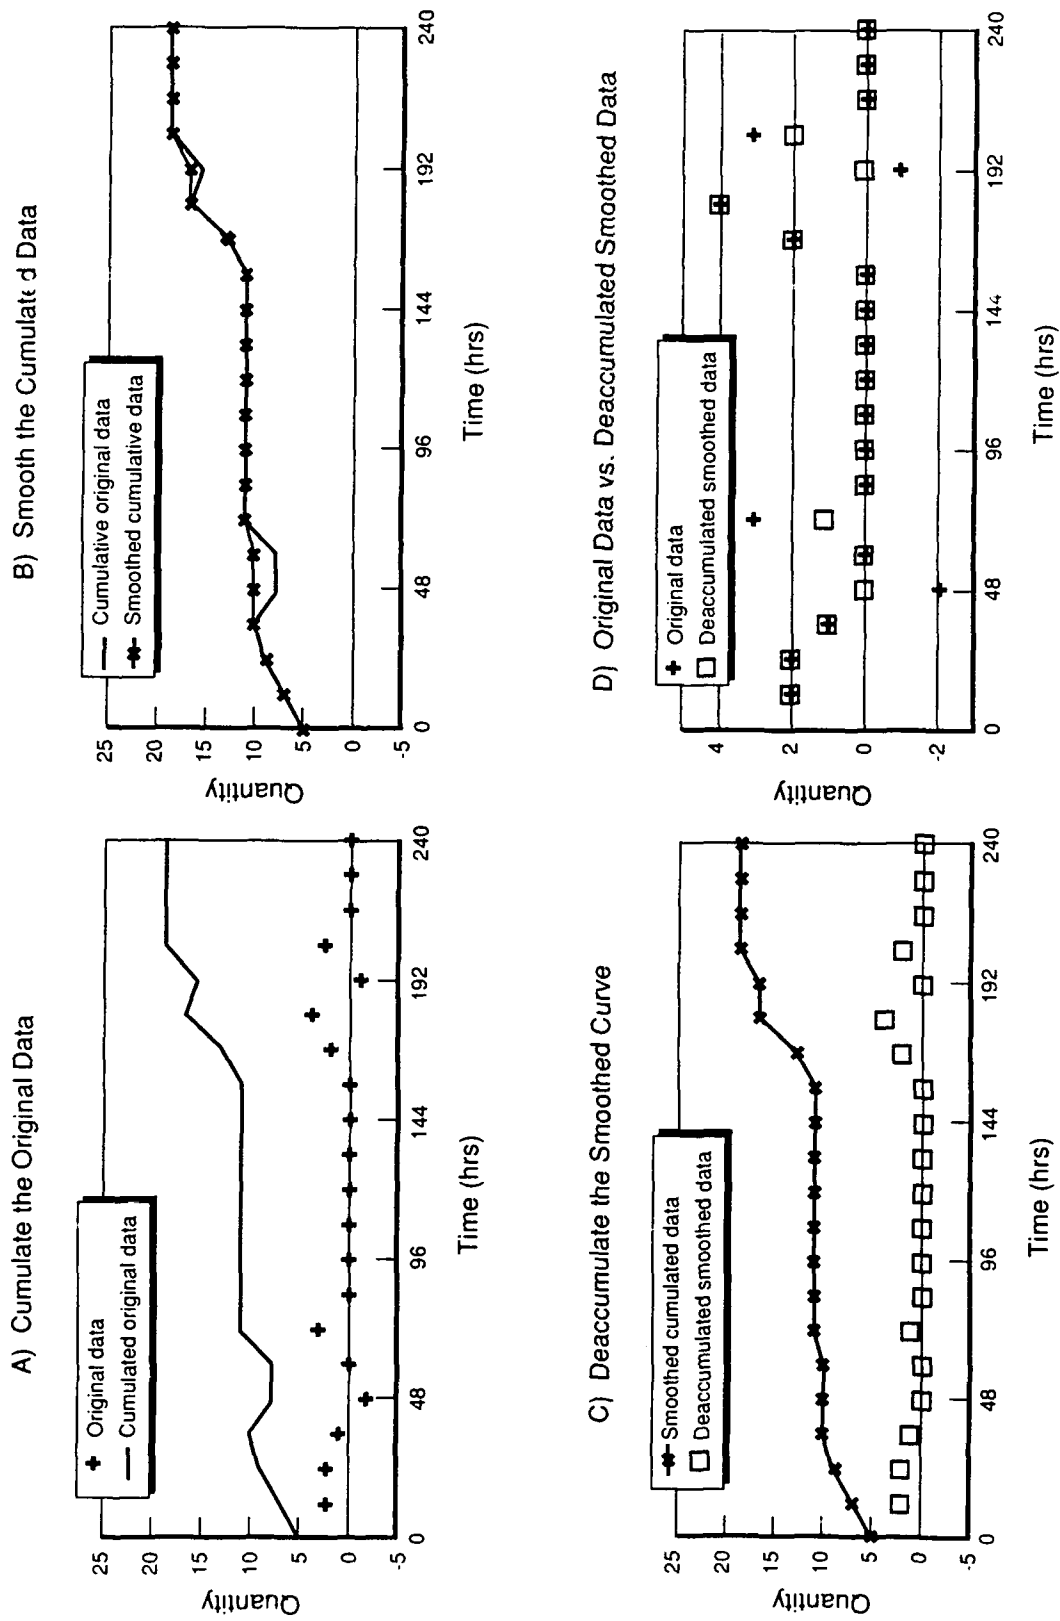 A) Cumulate the Original Data
Original data
Cumulated original data
25
20
15
10
5
0
-5
Quantity
0
48
96
144
192
240
Time (hrs)
B) Smooth the Cumulated Data
Cumulative original data
Smoothed cumulative data
25
20
15
10
5
0
-5
Quantity
0
48
96
144
192
240
Time (hrs)
C) Deaccumulate the Smoothed Curve
Smoothed cumulated data
Deaccumulated smoothed data
25
20
15
10
5
0
-5
Quantity
0
48
96
144
192
240
Time (hrs)
D) Original Data vs. Deaccumulated Smoothed Data
Original data
Deaccumulated smoothed data
4
2
0
-2
Quantity
0
48
96
144
192
240
Time (hrs)